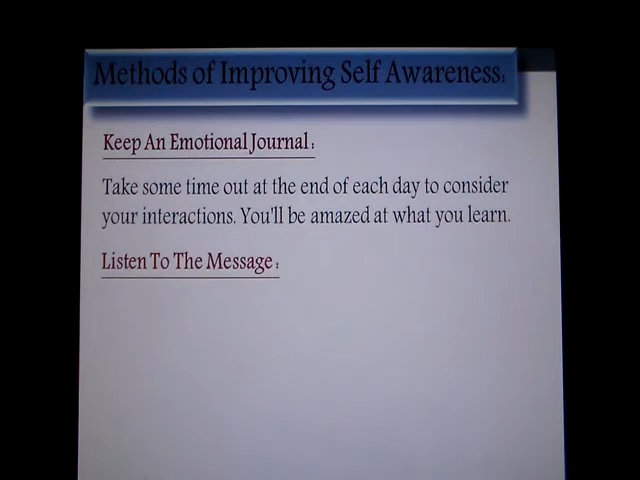 Methods of Improving Self Awareness:
Keep An Emotional Journal :
Take some time out at the end of each day to consider
your interactions. You'll be amazed at what you learn.
Listen To The Message :